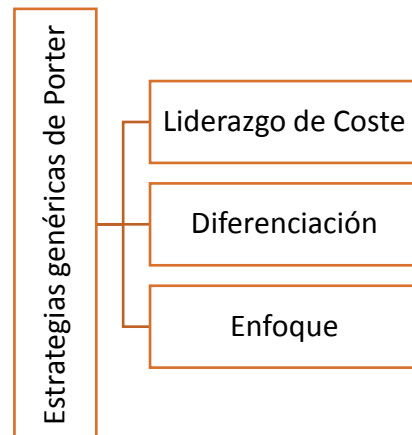 Estrategias genéricas de Porter
Liderazgo de Coste
Diferenciación
Enfoque